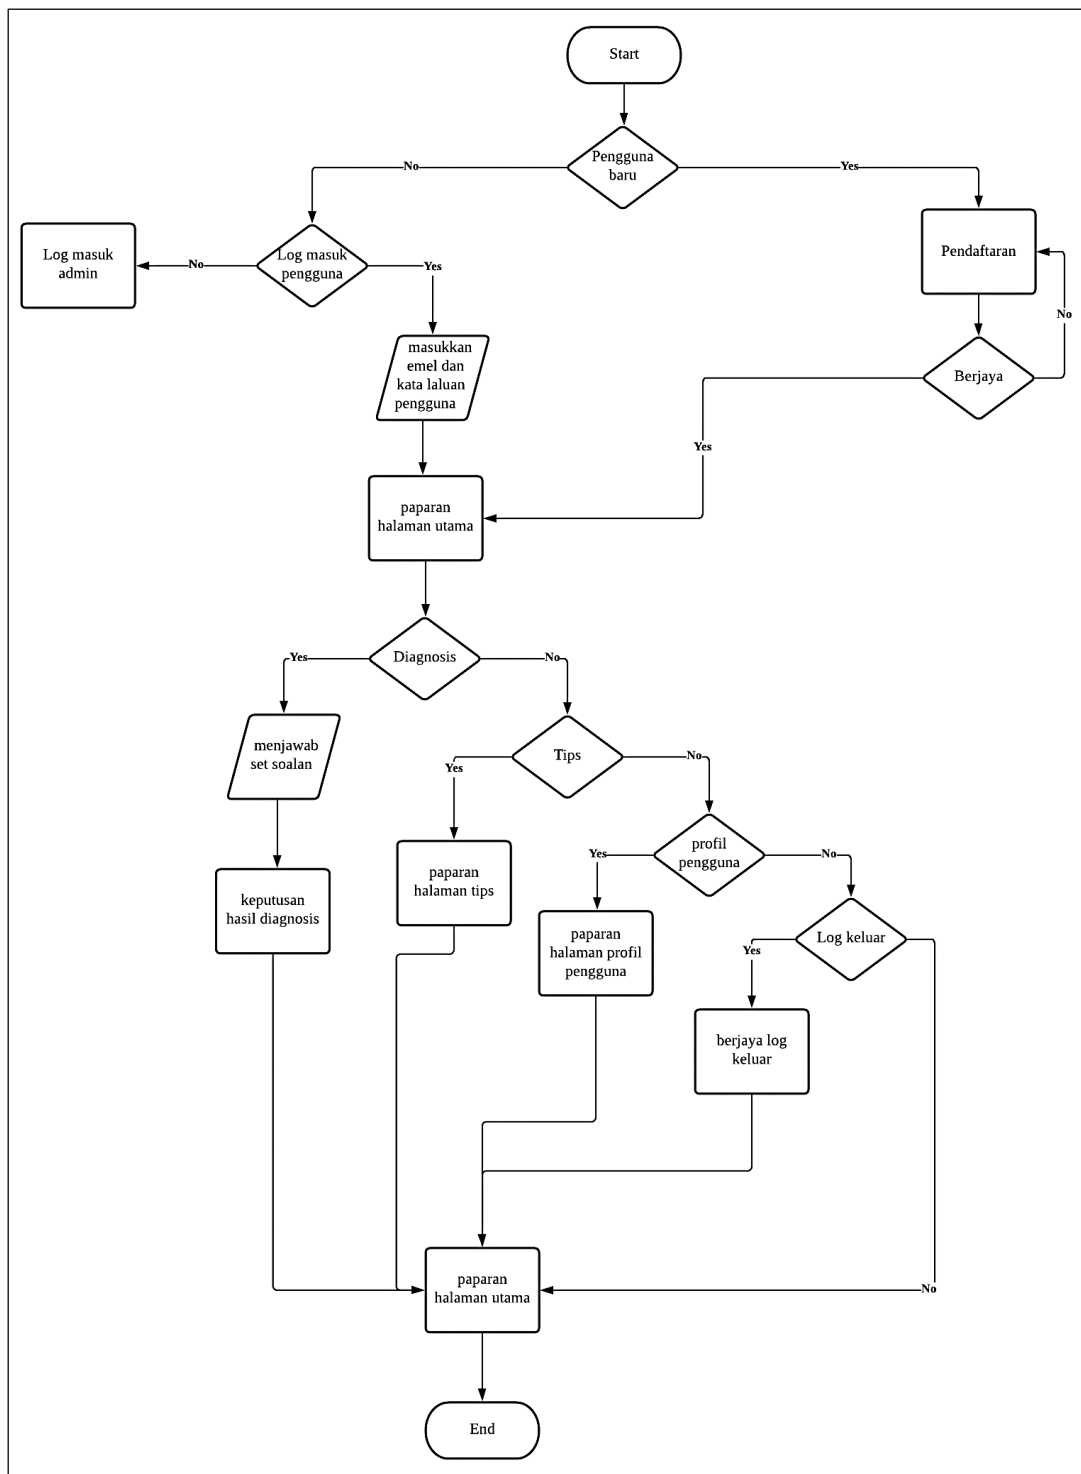 Start
Pengguna
baru
No
Yes
Log masuk
admin
No
Log masuk
pengguna
Yes
Pendaftaran
No
masukkan
emel dan
kata laluan
pengguna
Berjaya
Yes
paparan
halaman utama
Diagnosis
Yes
No
menjawab
set soalan
Tips
Yes
No
keputusan
hasil diagnosis
paparan
halaman tips
profil
pengguna
Yes
No
paparan
halaman profil
pengguna
Log keluar
Yes
berjaya log
keluar
No
paparan
halaman utama
End